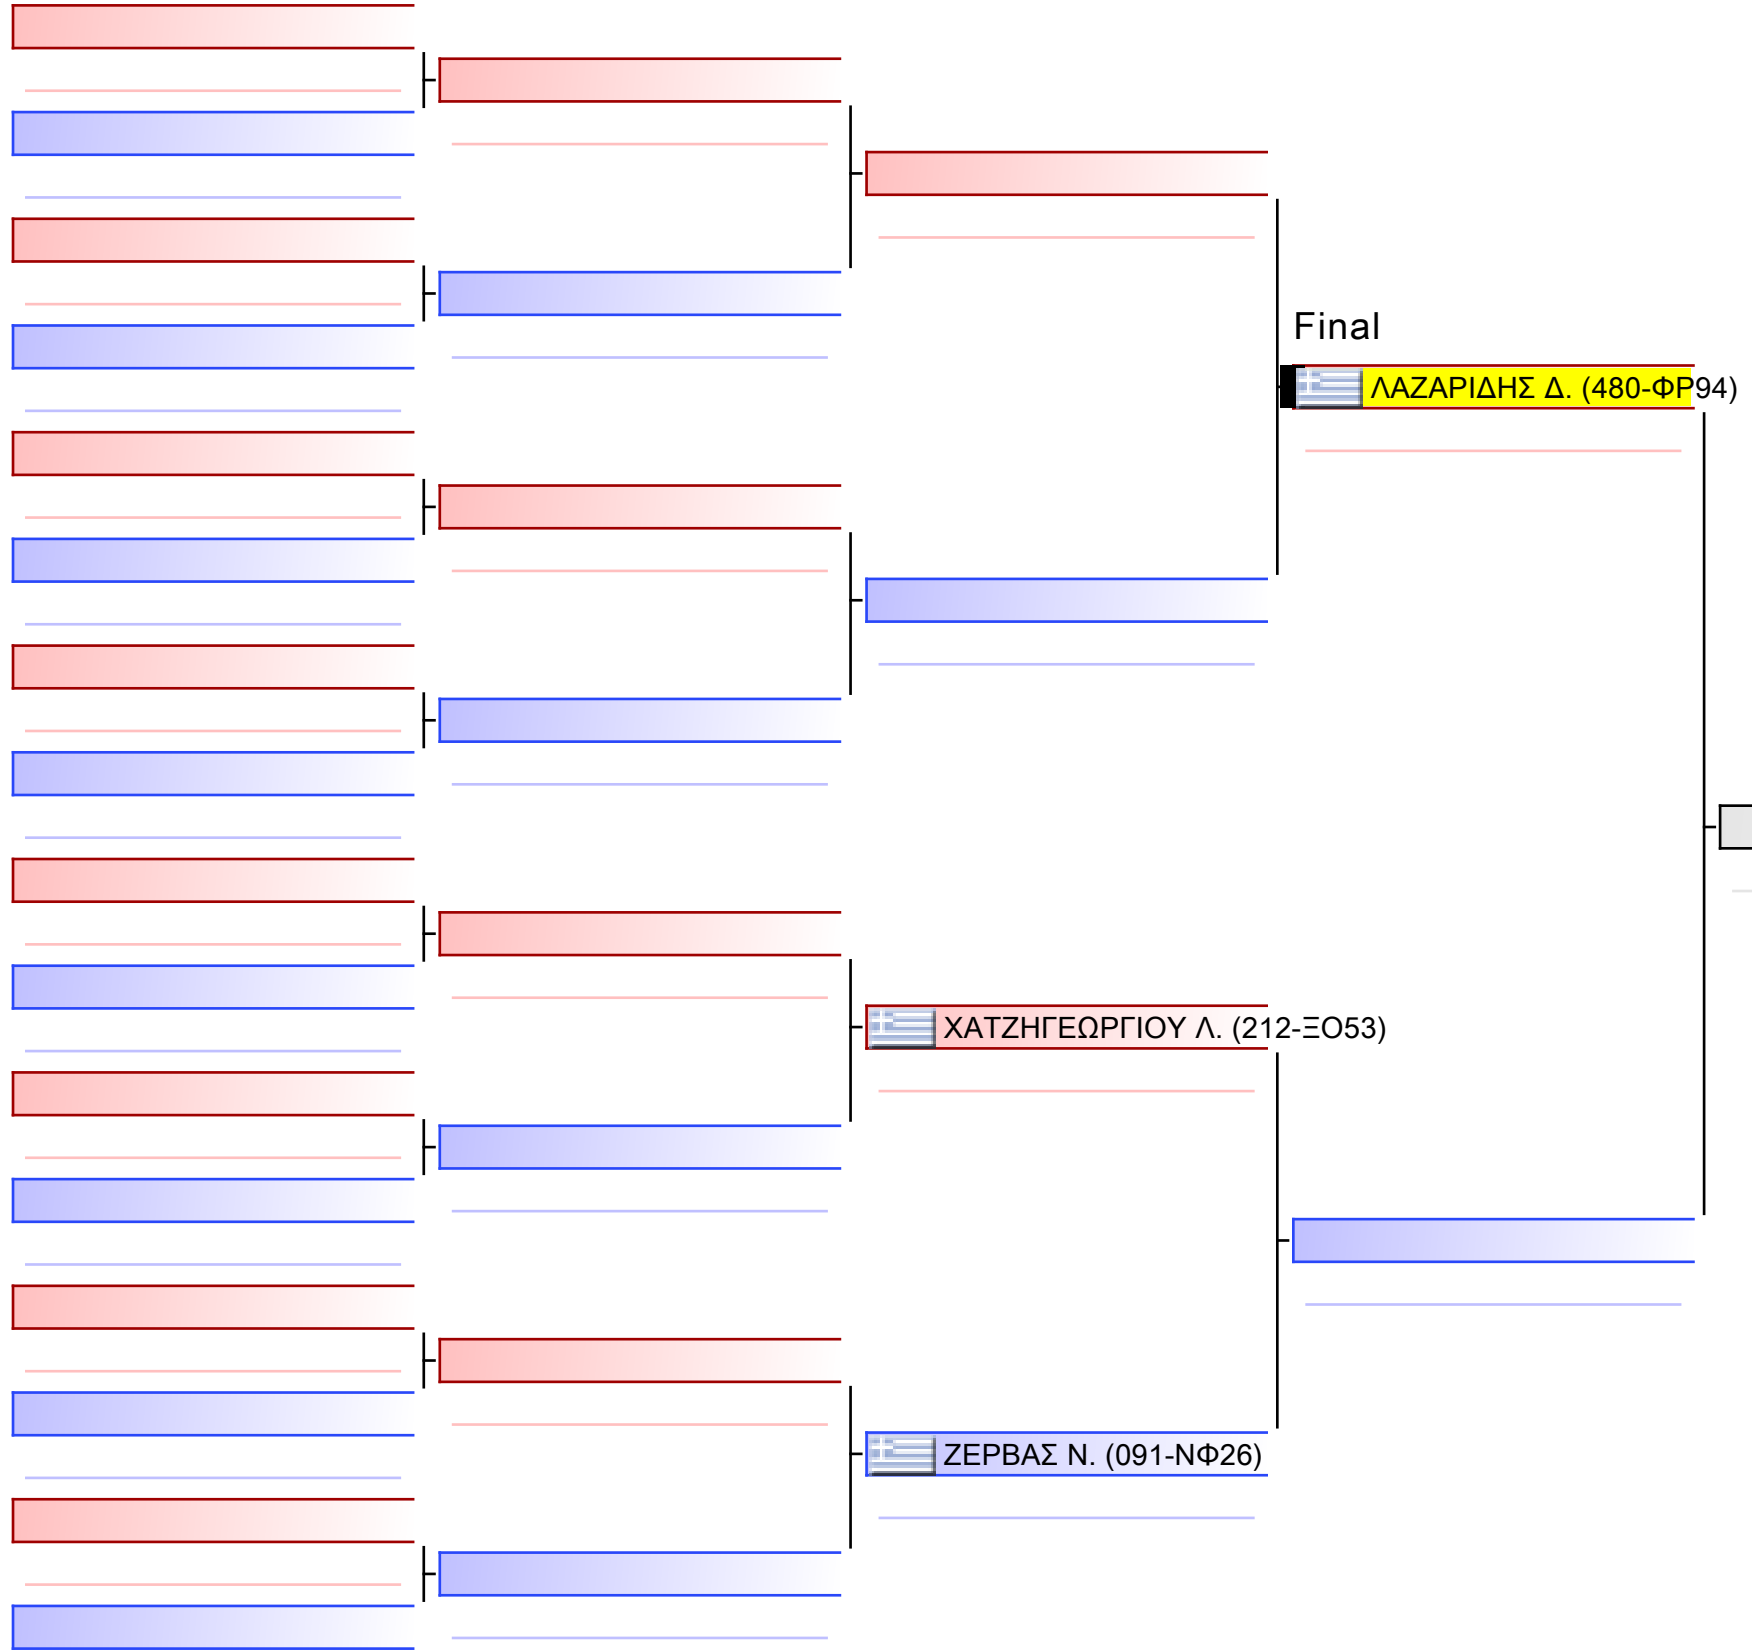 Final
ΛΑΖΑΡΙΔΗΣ Δ. (480-ΦΡ94)
ΧΑΤΖΗΓΕΩΡΓΙΟΥ Λ. (212-ΞΟ53)
ΖΕΡΒΑΣ Ν. (091-ΝΦ26)